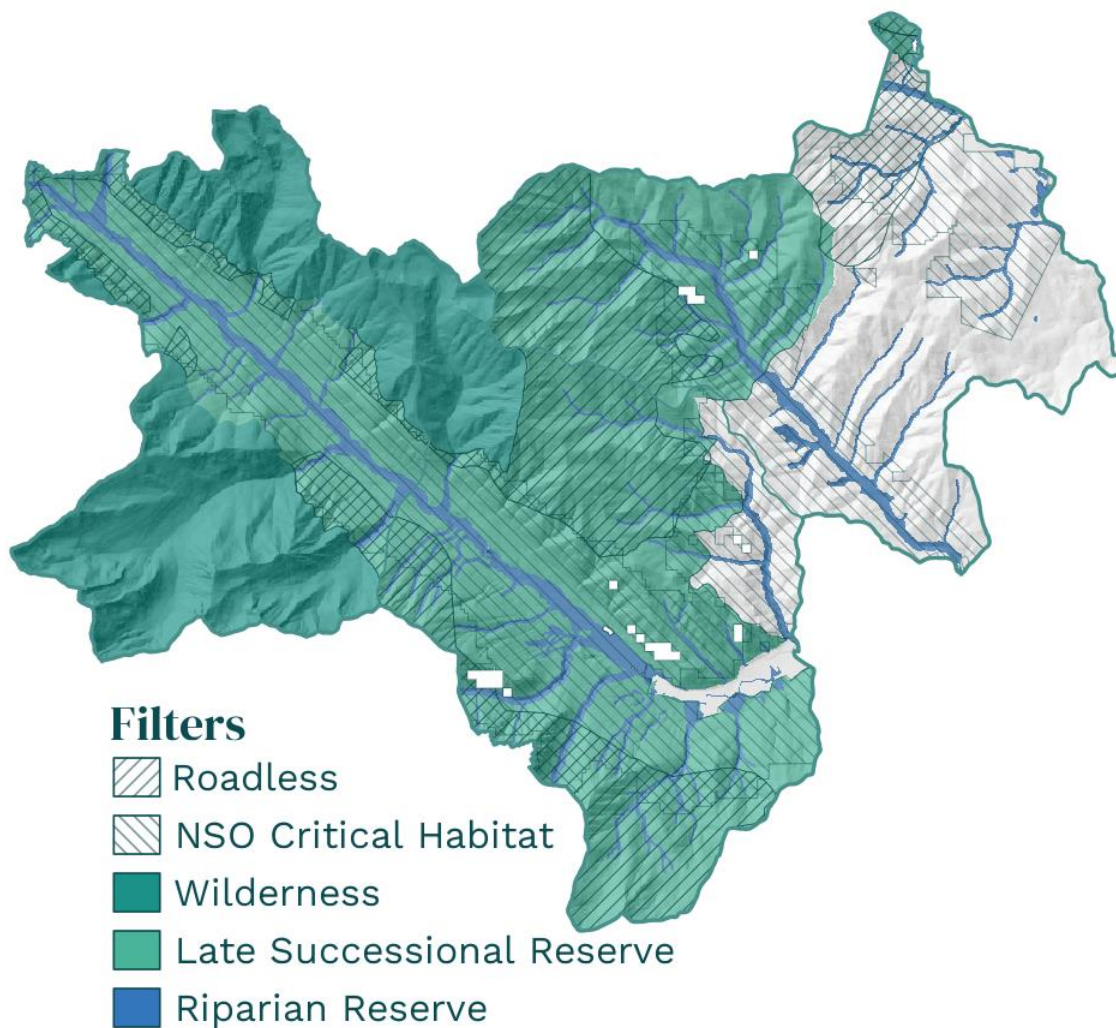 Filters
Roadless
NSO Critical Habitat
Wilderness
Late Successional Reserve
Riparian Reserve